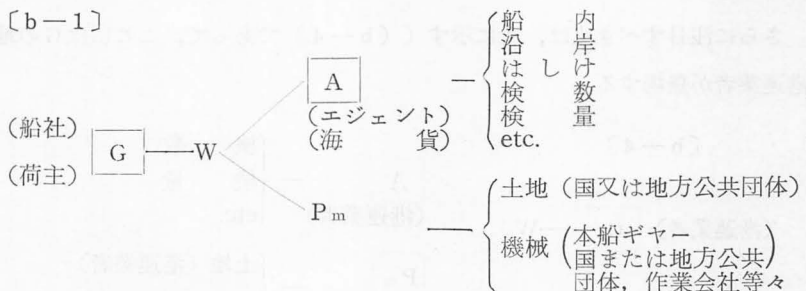 〔b－1〕
(船社)
(荷主)
G
W
A
(エジェント)
(海　　貨)
船　　内
沿　　岸
は　し　け
検　　数
検　　量
etc.
Pm
土地（国又は地方公共団体）
機械（本船ギャー
国または地方公共
団体，作業会社等々）